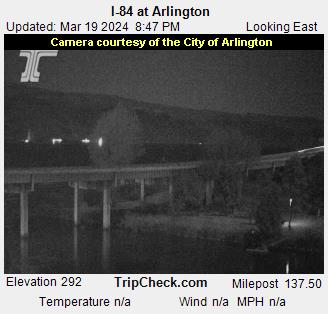 I-84 at Arlington
Updated: Mar 19 2024 8:47 PM Looking East
Camera courtesy of the City of Arlington
Elevation 292 TripCheck.com Milepost 137.50
Temperature n/a Wind n/a MPH n/a